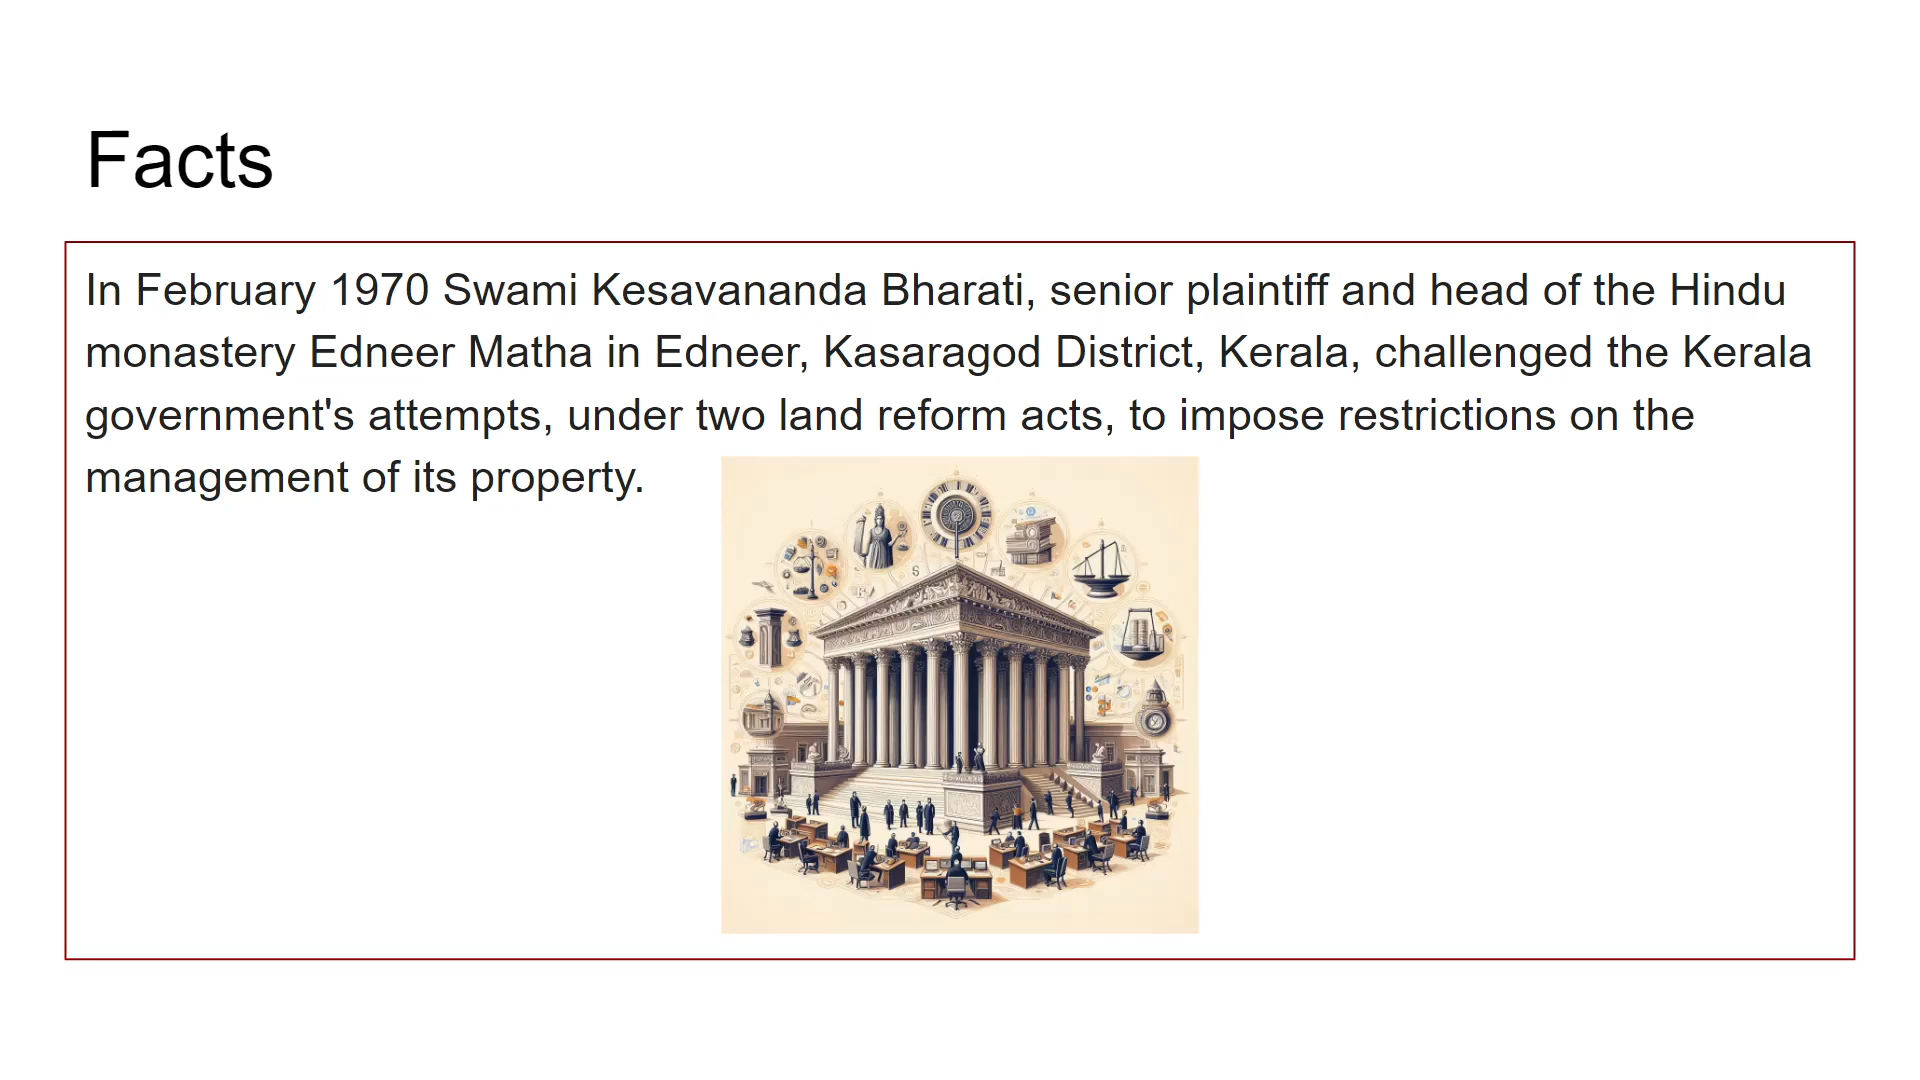 Facts
In February 1970 Swami Kesavananda Bharati, senior plaintiff and head of the Hindu
monastery Edneer Matha in Edneer, Kasaragod District, Kerala, challenged the Kerala
government's attempts, under two land reform acts, to impose restrictions on the
management of its property.